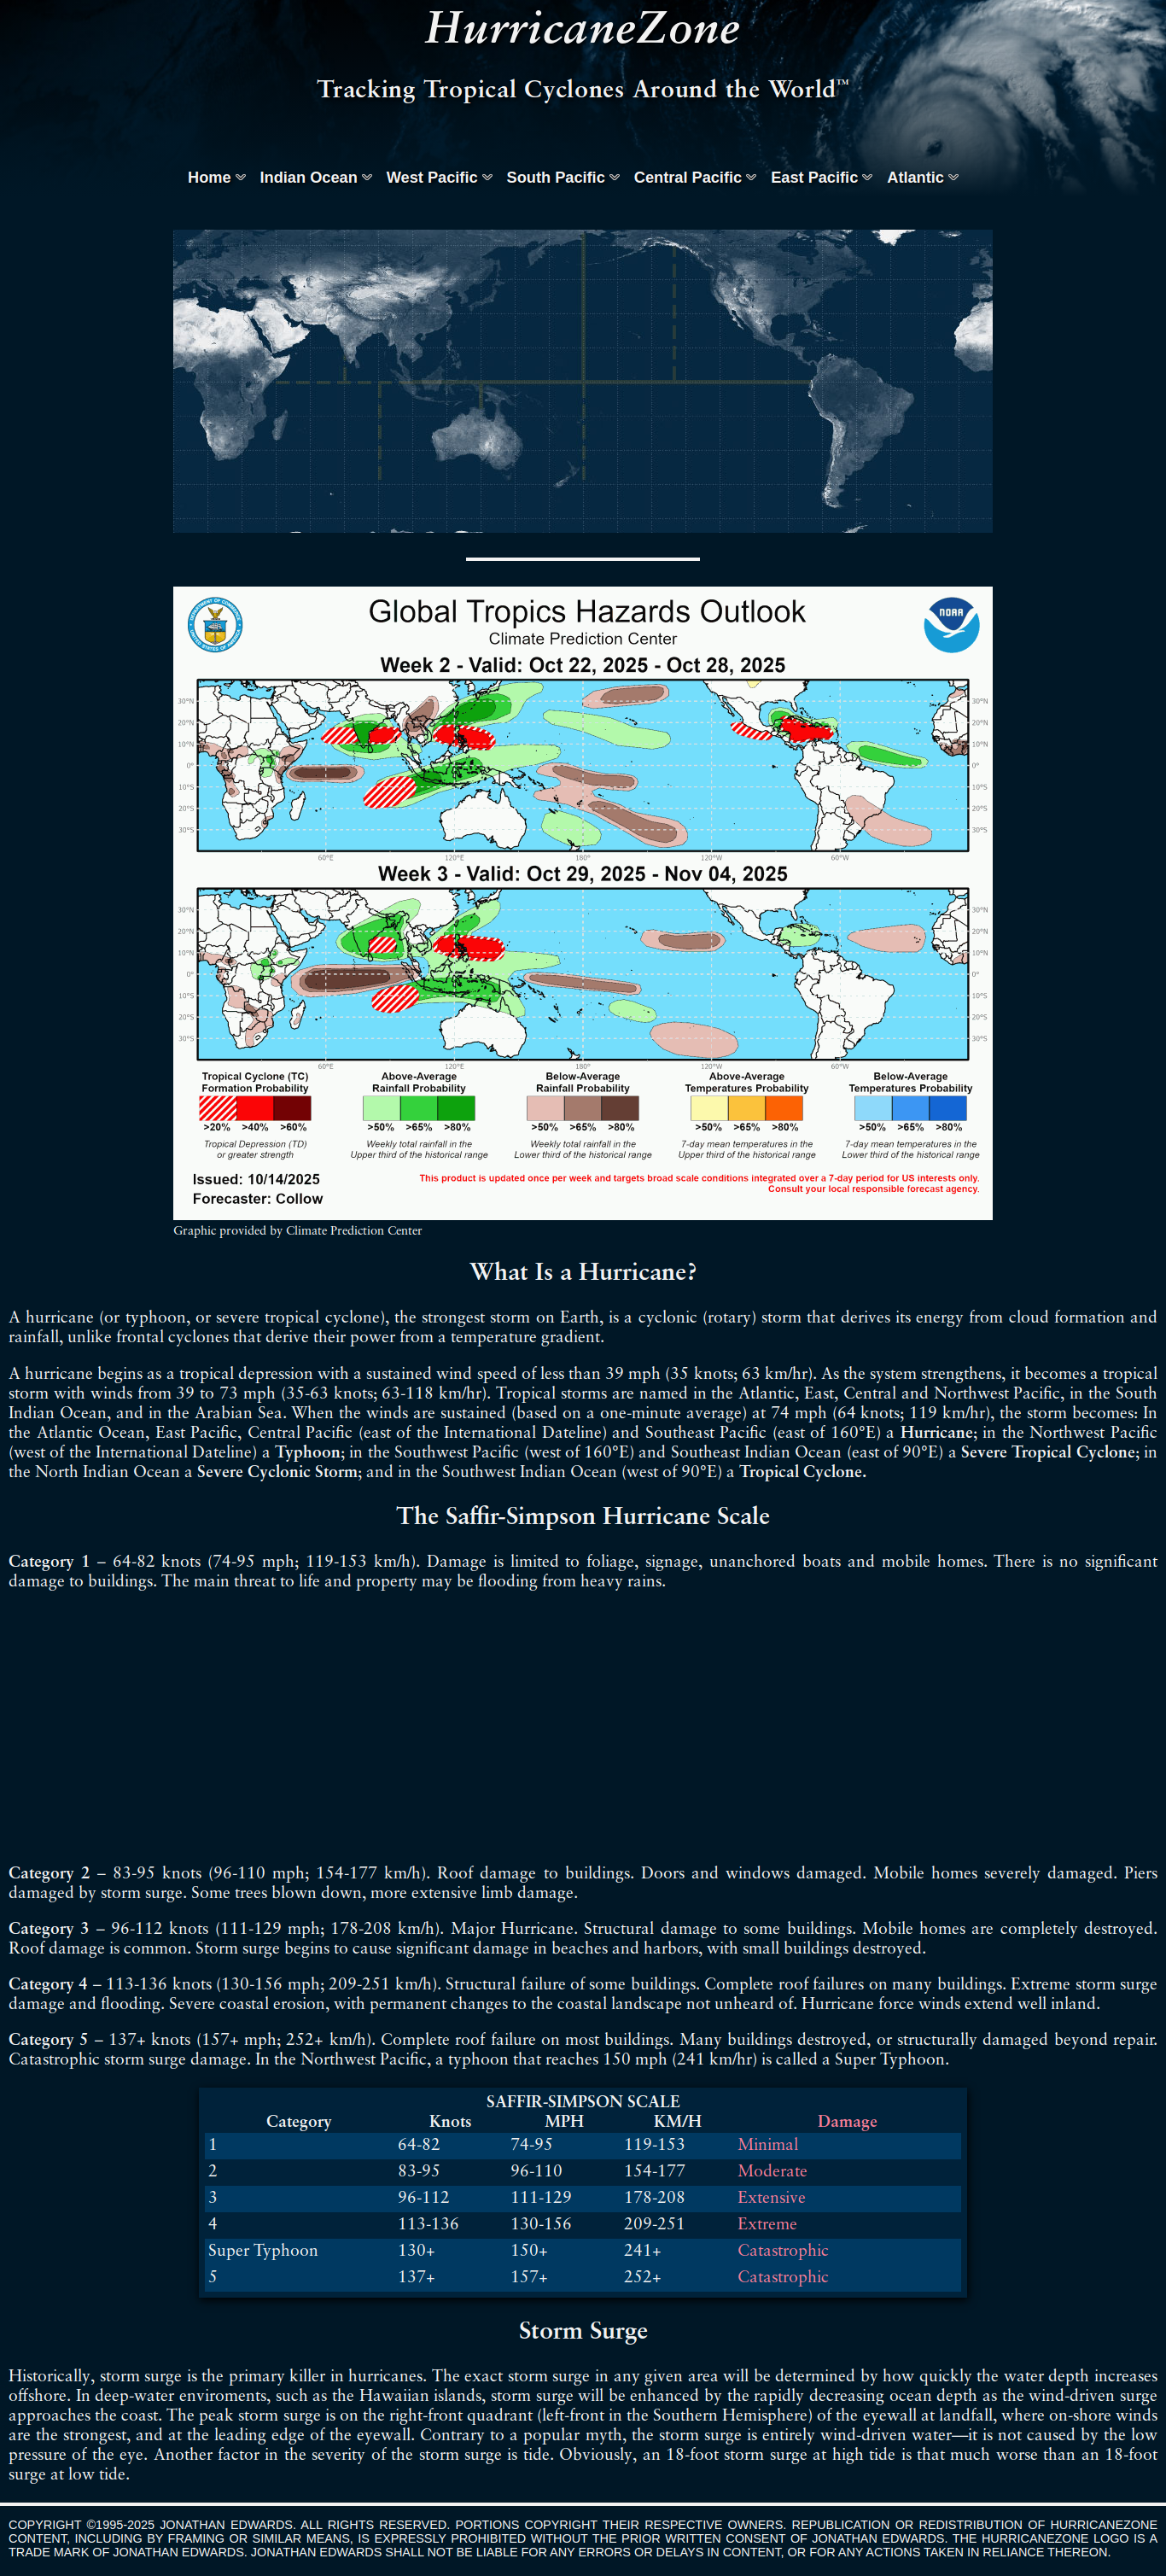 HurricaneZone
Tracking Tropical Cyclones Around the World™
Home Indian Ocean West Pacific South Pacific Central Pacific East Pacific Atlantic
Global Tropics Hazards Outlook
Climate Prediction Center
NOAA
Week 2 - Valid: Oct 22, 2025 - Oct 28, 2025
30°N 30°N
20°N 20°N
10°N 10°N
0° 0°
10°S 10°S
20°S 20°S
30°S 30°S
60°E 120°E 180° 120°W 60°W
Week 3 - Valid: Oct 29, 2025 - Nov 04, 2025
30°N 30°N
20°N 20°N
10°N 10°N
0° 0°
10°S 10°S
20°S 20°S
30°S 30°S
60°E 120°E 180° 120°W 60°W
Tropical Cyclone (TC) Above-Average Below-Average Above-Average Below-Average
Formation Probability Rainfall Probability Rainfall Probability Temperatures Probability Temperatures Probability
>20% >40% >60% >50% >65% >80% >50% >65% >80% >50% >65% >80% >50% >65% >80%
Tropical Depression (TD) Weekly total rainfall in the Weekly total rainfall in the 7-day mean temperatures in the 7-day mean temperatures in the
or greater strength Upper third of the historical range Lower third of the historical range Upper third of the historical range Lower third of the historical range
Issued: 10/14/2025
Forecaster: Collow
This product is updated once per week and targets broad scale conditions integrated over a 7-day period for US interests only.
Consult your local responsible forecast agency.
Graphic provided by Climate Prediction Center
What Is a Hurricane?
A hurricane (or typhoon, or severe tropical cyclone), the strongest storm on Earth, is a cyclonic (rotary) storm that derives its energy from cloud formation and
rainfall, unlike frontal cyclones that derive their power from a temperature gradient.
A hurricane begins as a tropical depression with a sustained wind speed of less than 39 mph (35 knots; 63 km/hr). As the system strengthens, it becomes a tropical
storm with winds from 39 to 73 mph (35-63 knots; 63-118 km/hr). Tropical storms are named in the Atlantic, East, Central and Northwest Pacific, in the South
Indian Ocean, and in the Arabian Sea. When the winds are sustained (based on a one-minute average) at 74 mph (64 knots; 119 km/hr), the storm becomes: In
the Atlantic Ocean, East Pacific, Central Pacific (east of the International Dateline) and Southeast Pacific (east of 160°E) a Hurricane; in the Northwest Pacific
(west of the International Dateline) a Typhoon; in the Southwest Pacific (west of 160°E) and Southeast Indian Ocean (east of 90°E) a Severe Tropical Cyclone; in
the North Indian Ocean a Severe Cyclonic Storm; and in the Southwest Indian Ocean (west of 90°E) a Tropical Cyclone.
The Saffir-Simpson Hurricane Scale
Category 1 – 64-82 knots (74-95 mph; 119-153 km/h). Damage is limited to foliage, signage, unanchored boats and mobile homes. There is no significant
damage to buildings. The main threat to life and property may be flooding from heavy rains.
Category 2 – 83-95 knots (96-110 mph; 154-177 km/h). Roof damage to buildings. Doors and windows damaged. Mobile homes severely damaged. Piers
damaged by storm surge. Some trees blown down, more extensive limb damage.
Category 3 – 96-112 knots (111-129 mph; 178-208 km/h). Major Hurricane. Structural damage to some buildings. Mobile homes are completely destroyed.
Roof damage is common. Storm surge begins to cause significant damage in beaches and harbors, with small buildings destroyed.
Category 4 – 113-136 knots (130-156 mph; 209-251 km/h). Structural failure of some buildings. Complete roof failures on many buildings. Extreme storm surge
damage and flooding. Severe coastal erosion, with permanent changes to the coastal landscape not unheard of. Hurricane force winds extend well inland.
Category 5 – 137+ knots (157+ mph; 252+ km/h). Complete roof failure on most buildings. Many buildings destroyed, or structurally damaged beyond repair.
Catastrophic storm surge damage. In the Northwest Pacific, a typhoon that reaches 150 mph (241 km/hr) is called a Super Typhoon.
SAFFIR-SIMPSON SCALE
Category Knots MPH KM/H Damage
1 64-82 74-95 119-153 Minimal
2 83-95 96-110 154-177 Moderate
3 96-112 111-129 178-208 Extensive
4 113-136 130-156 209-251 Extreme
Super Typhoon 130+ 150+ 241+ Catastrophic
5 137+ 157+ 252+ Catastrophic
Storm Surge
Historically, storm surge is the primary killer in hurricanes. The exact storm surge in any given area will be determined by how quickly the water depth increases
offshore. In deep-water enviroments, such as the Hawaiian islands, storm surge will be enhanced by the rapidly decreasing ocean depth as the wind-driven surge
approaches the coast. The peak storm surge is on the right-front quadrant (left-front in the Southern Hemisphere) of the eyewall at landfall, where on-shore winds
are the strongest, and at the leading edge of the eyewall. Contrary to a popular myth, the storm surge is entirely wind-driven water—it is not caused by the low
pressure of the eye. Another factor in the severity of the storm surge is tide. Obviously, an 18-foot storm surge at high tide is that much worse than an 18-foot
surge at low tide.
COPYRIGHT ©1995-2025 JONATHAN EDWARDS. ALL RIGHTS RESERVED. PORTIONS COPYRIGHT THEIR RESPECTIVE OWNERS. REPUBLICATION OR REDISTRIBUTION OF HURRICANEZONE
CONTENT, INCLUDING BY FRAMING OR SIMILAR MEANS, IS EXPRESSLY PROHIBITED WITHOUT THE PRIOR WRITTEN CONSENT OF JONATHAN EDWARDS. THE HURRICANEZONE LOGO IS A
TRADE MARK OF JONATHAN EDWARDS. JONATHAN EDWARDS SHALL NOT BE LIABLE FOR ANY ERRORS OR DELAYS IN CONTENT, OR FOR ANY ACTIONS TAKEN IN RELIANCE THEREON.